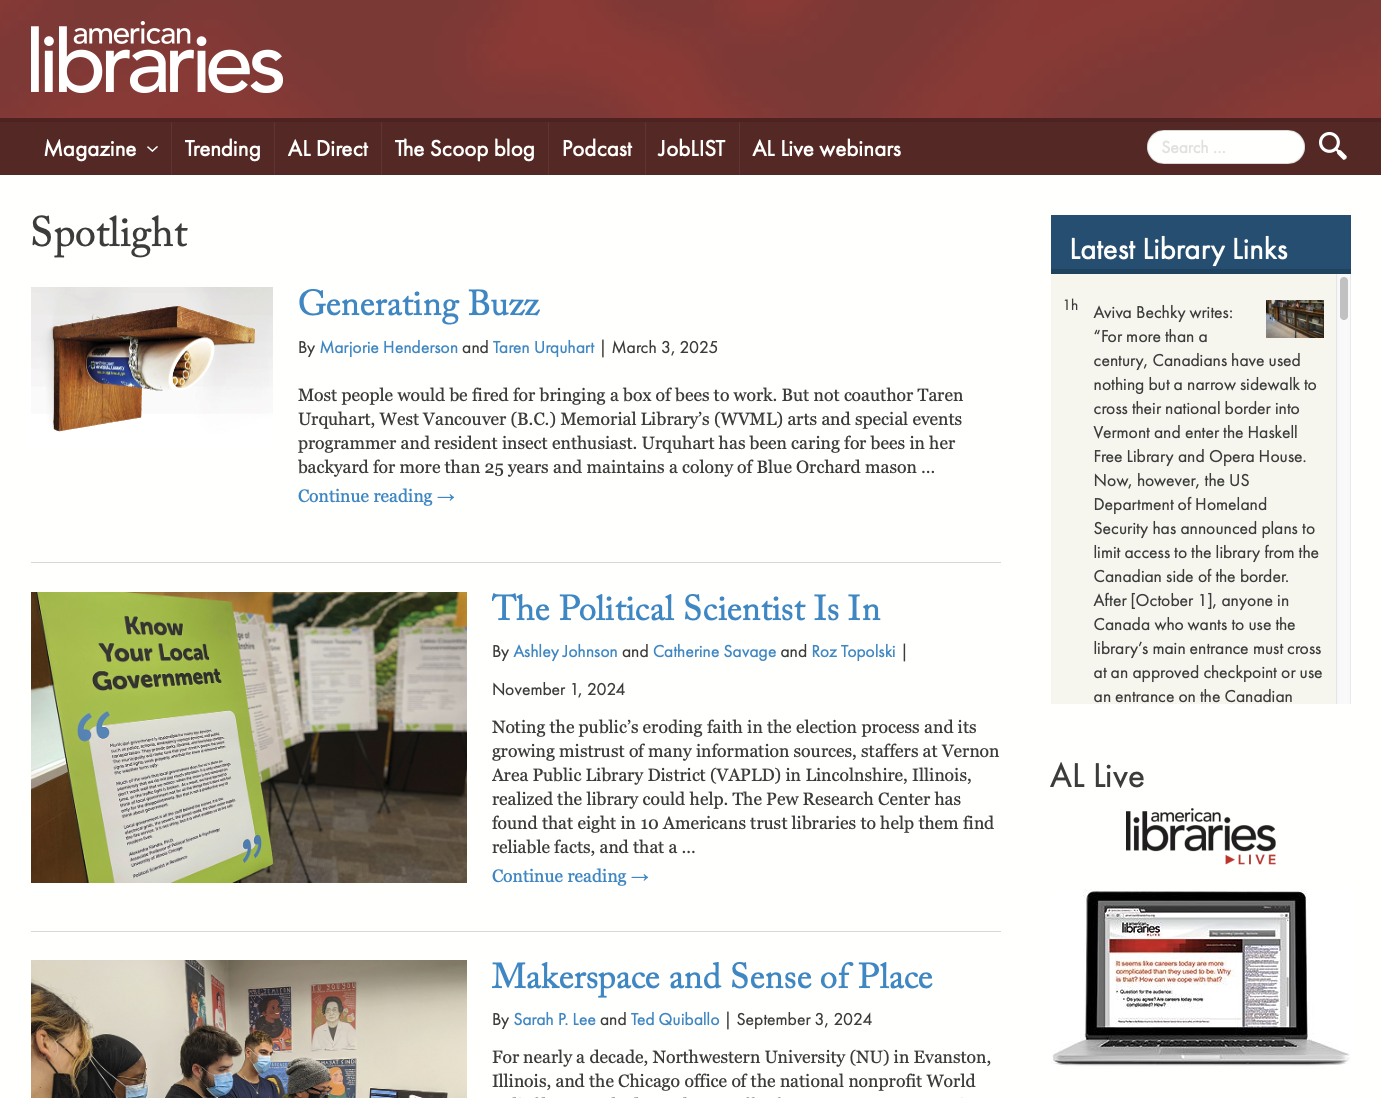 american
libraries
Magazine
Trending
AL Direct
The Scoop blog
Podcast
JobLIST
AL Live webinars
Search ...
Spotlight
Generating Buzz
By Marjorie Henderson and Taren Urquhart | March 3, 2025
Most people would be fired for bringing a box of bees to work. But not coauthor Taren
Urquhart, West Vancouver (B.C.) Memorial Library’s (WVML) arts and special events
programmer and resident insect enthusiast. Urquhart has been caring for bees in her
backyard for more than 25 years and maintains a colony of Blue Orchard mason ...
Continue reading →
Know
Your Local
Government
The Political Scientist Is In
By Ashley Johnson and Catherine Savage and Roz Topolski |
November 1, 2024
Noting the public’s eroding faith in the election process and its
growing mistrust of many information sources, staffers at Vernon
Area Public Library District (VAPLD) in Lincolnshire, Illinois,
realized the library could help. The Pew Research Center has
found that eight in 10 Americans trust libraries to help them find
reliable facts, and that a ...
Continue reading →
Makerspace and Sense of Place
By Sarah P. Lee and Ted Quiballo | September 3, 2024
For nearly a decade, Northwestern University (NU) in Evanston,
Illinois, and the Chicago office of the national nonprofit World
Latest Library Links
1h
Aviva Bechky writes:
“For more than a
century, Canadians have used
nothing but a narrow sidewalk to
cross their national border into
Vermont and enter the Haskell
Free Library and Opera House.
Now, however, the US
Department of Homeland
Security has announced plans to
limit access to the library from the
Canadian side of the border.
After [October 1], anyone in
Canada who wants to use the
library’s main entrance must cross
at an approved checkpoint or use
an entrance on the Canadian
AL Live
american
libraries
LIVE
american
libraries
It seems like careers today are more
complicated than they used to be. Why
is that? How can we cope with that?
Question for the audience:
Do you agree? Are careers today more
complicated? How?